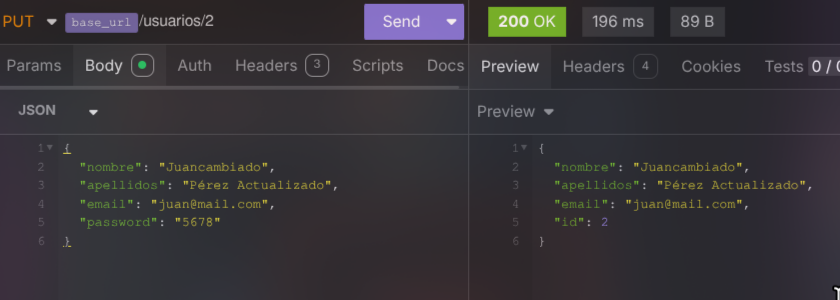 PUT base_url/usuarios/2 Send 200 OK 196 ms 89 B
Params Body Auth Headers 3 Scripts Docs Preview Headers 4 Cookies Tests 0 / 0
JSON
Preview
1 {
2 "nombre": "Juancambiado",
3 "apellidos": "Pérez Actualizado",
4 "email": "juan@mail.com",
5 "password": "5678"
6 }
1 {
2 "nombre": "Juancambiado",
3 "apellidos": "Pérez Actualizado",
4 "email": "juan@mail.com",
5 "id": 2
6 }